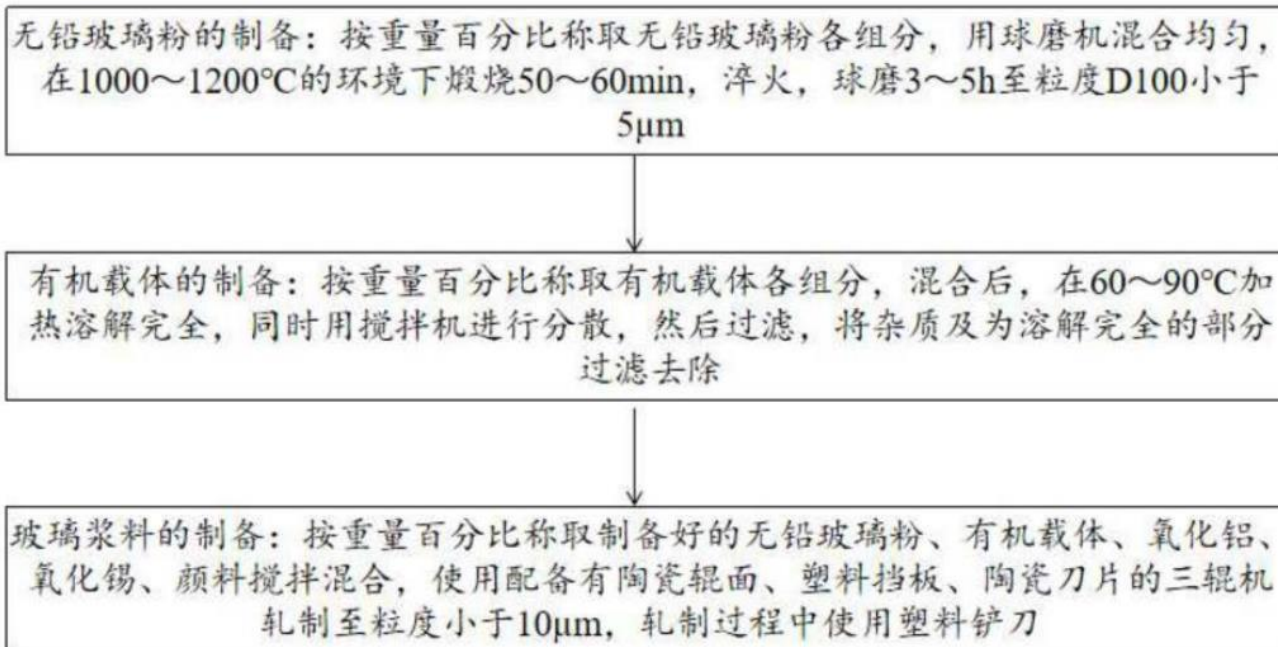 无铅玻璃粉的制备：按重量百分比称取无铅玻璃粉各组分，用球磨机混合均匀，
在1000～1200℃的环境下煅烧50～60min，淬火，球磨3～5h至粒度D100小于
5μm
有机载体的制备：按重量百分比称取有机载体各组分，混合后，在60～90℃加
热溶解完全，同时用搅拌机进行分散，然后过滤，将杂质及为溶解完全的部分
过滤去除
玻璃浆料的制备：按重量百分比称取制备好的无铅玻璃粉、有机载体、氧化铝、
氧化锡、颜料搅拌混合，使用配备有陶瓷辊面、塑料挡板、陶瓷刀片的三辊机
轧制至粒度小于10μm，轧制过程中使用塑料铲刀